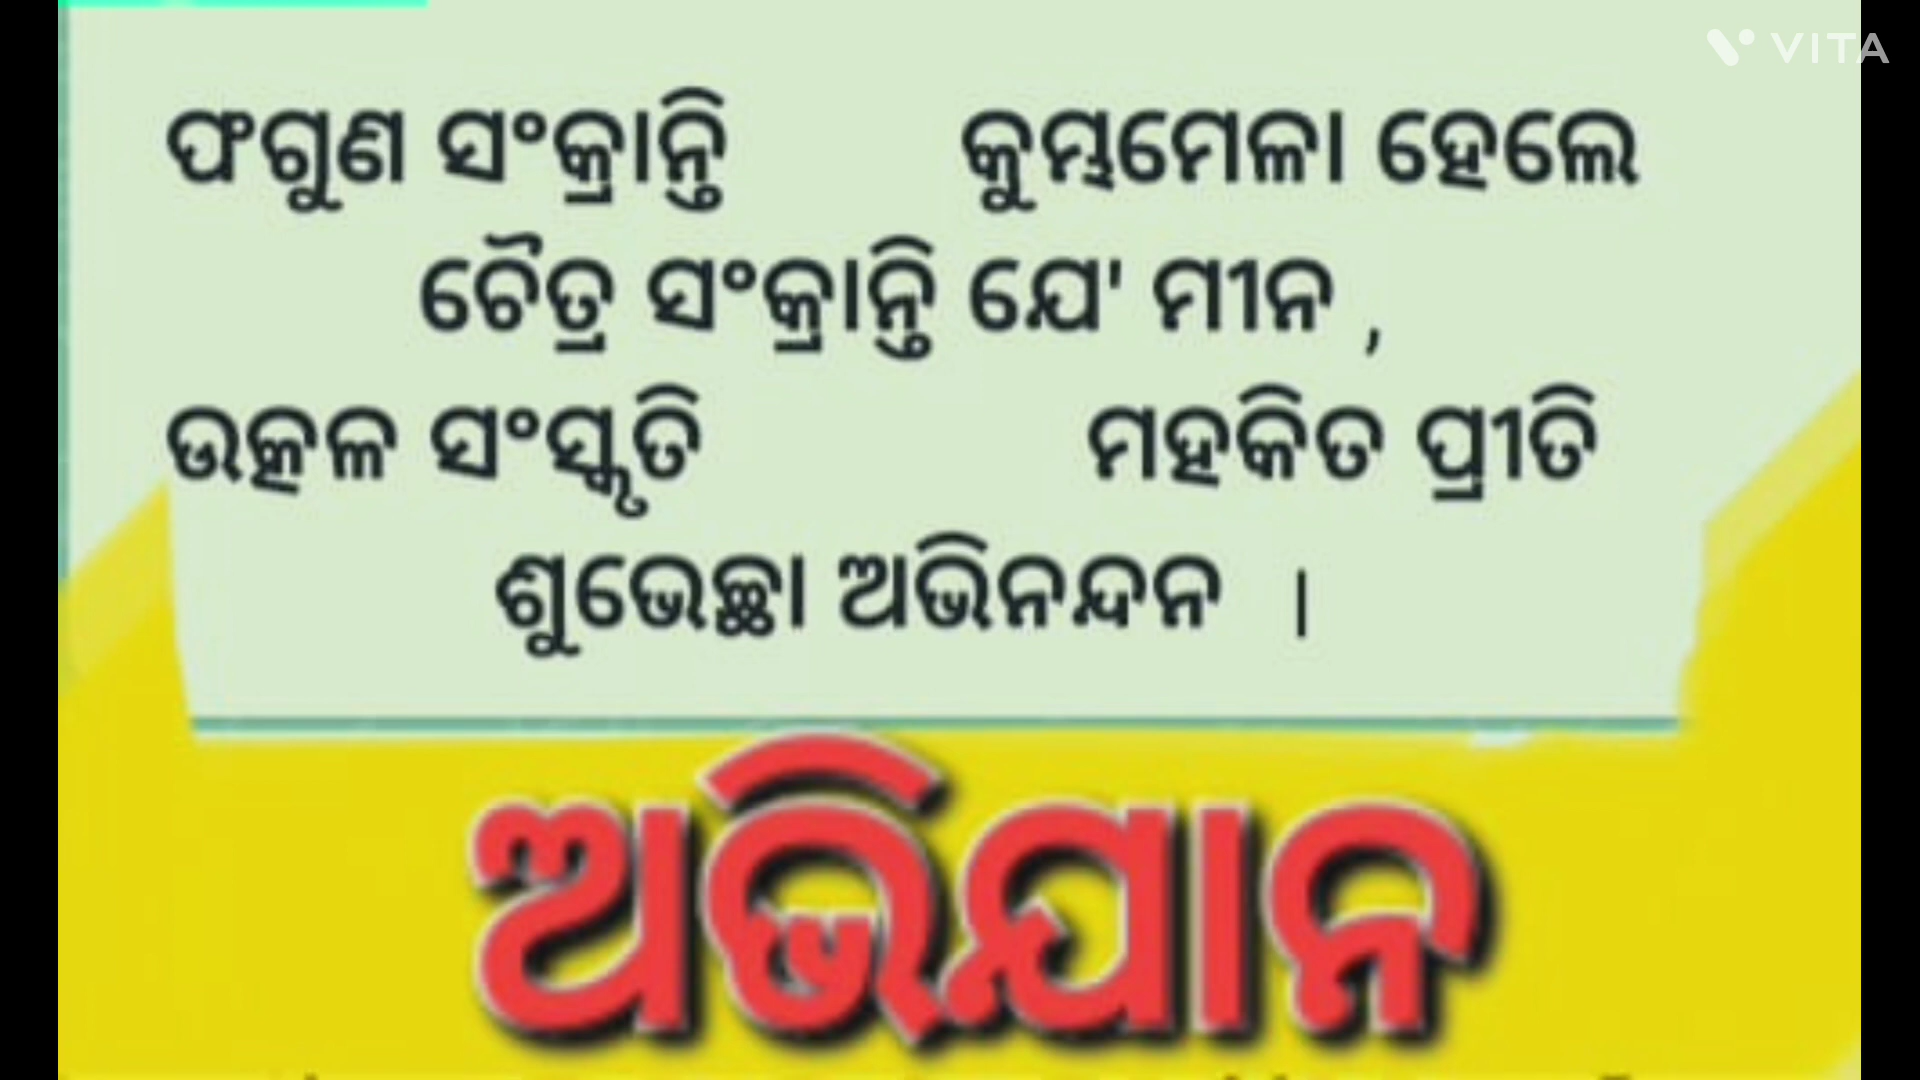 VITA
ଫଗୁଣ ସଂକ୍ରାନ୍ତି କୁମ୍ଭମେଳା ହେଲେ
ଚୈତ୍ର ସଂକ୍ରାନ୍ତି ଯେ' ମୀନ ,
ଉତ୍କଳ ସଂସ୍କୃତି ମହକିତ ପ୍ରୀତି
ଶୁଭେଚ୍ଛା ଅଭିନନ୍ଦନ ।
ଅଭିଯାନ